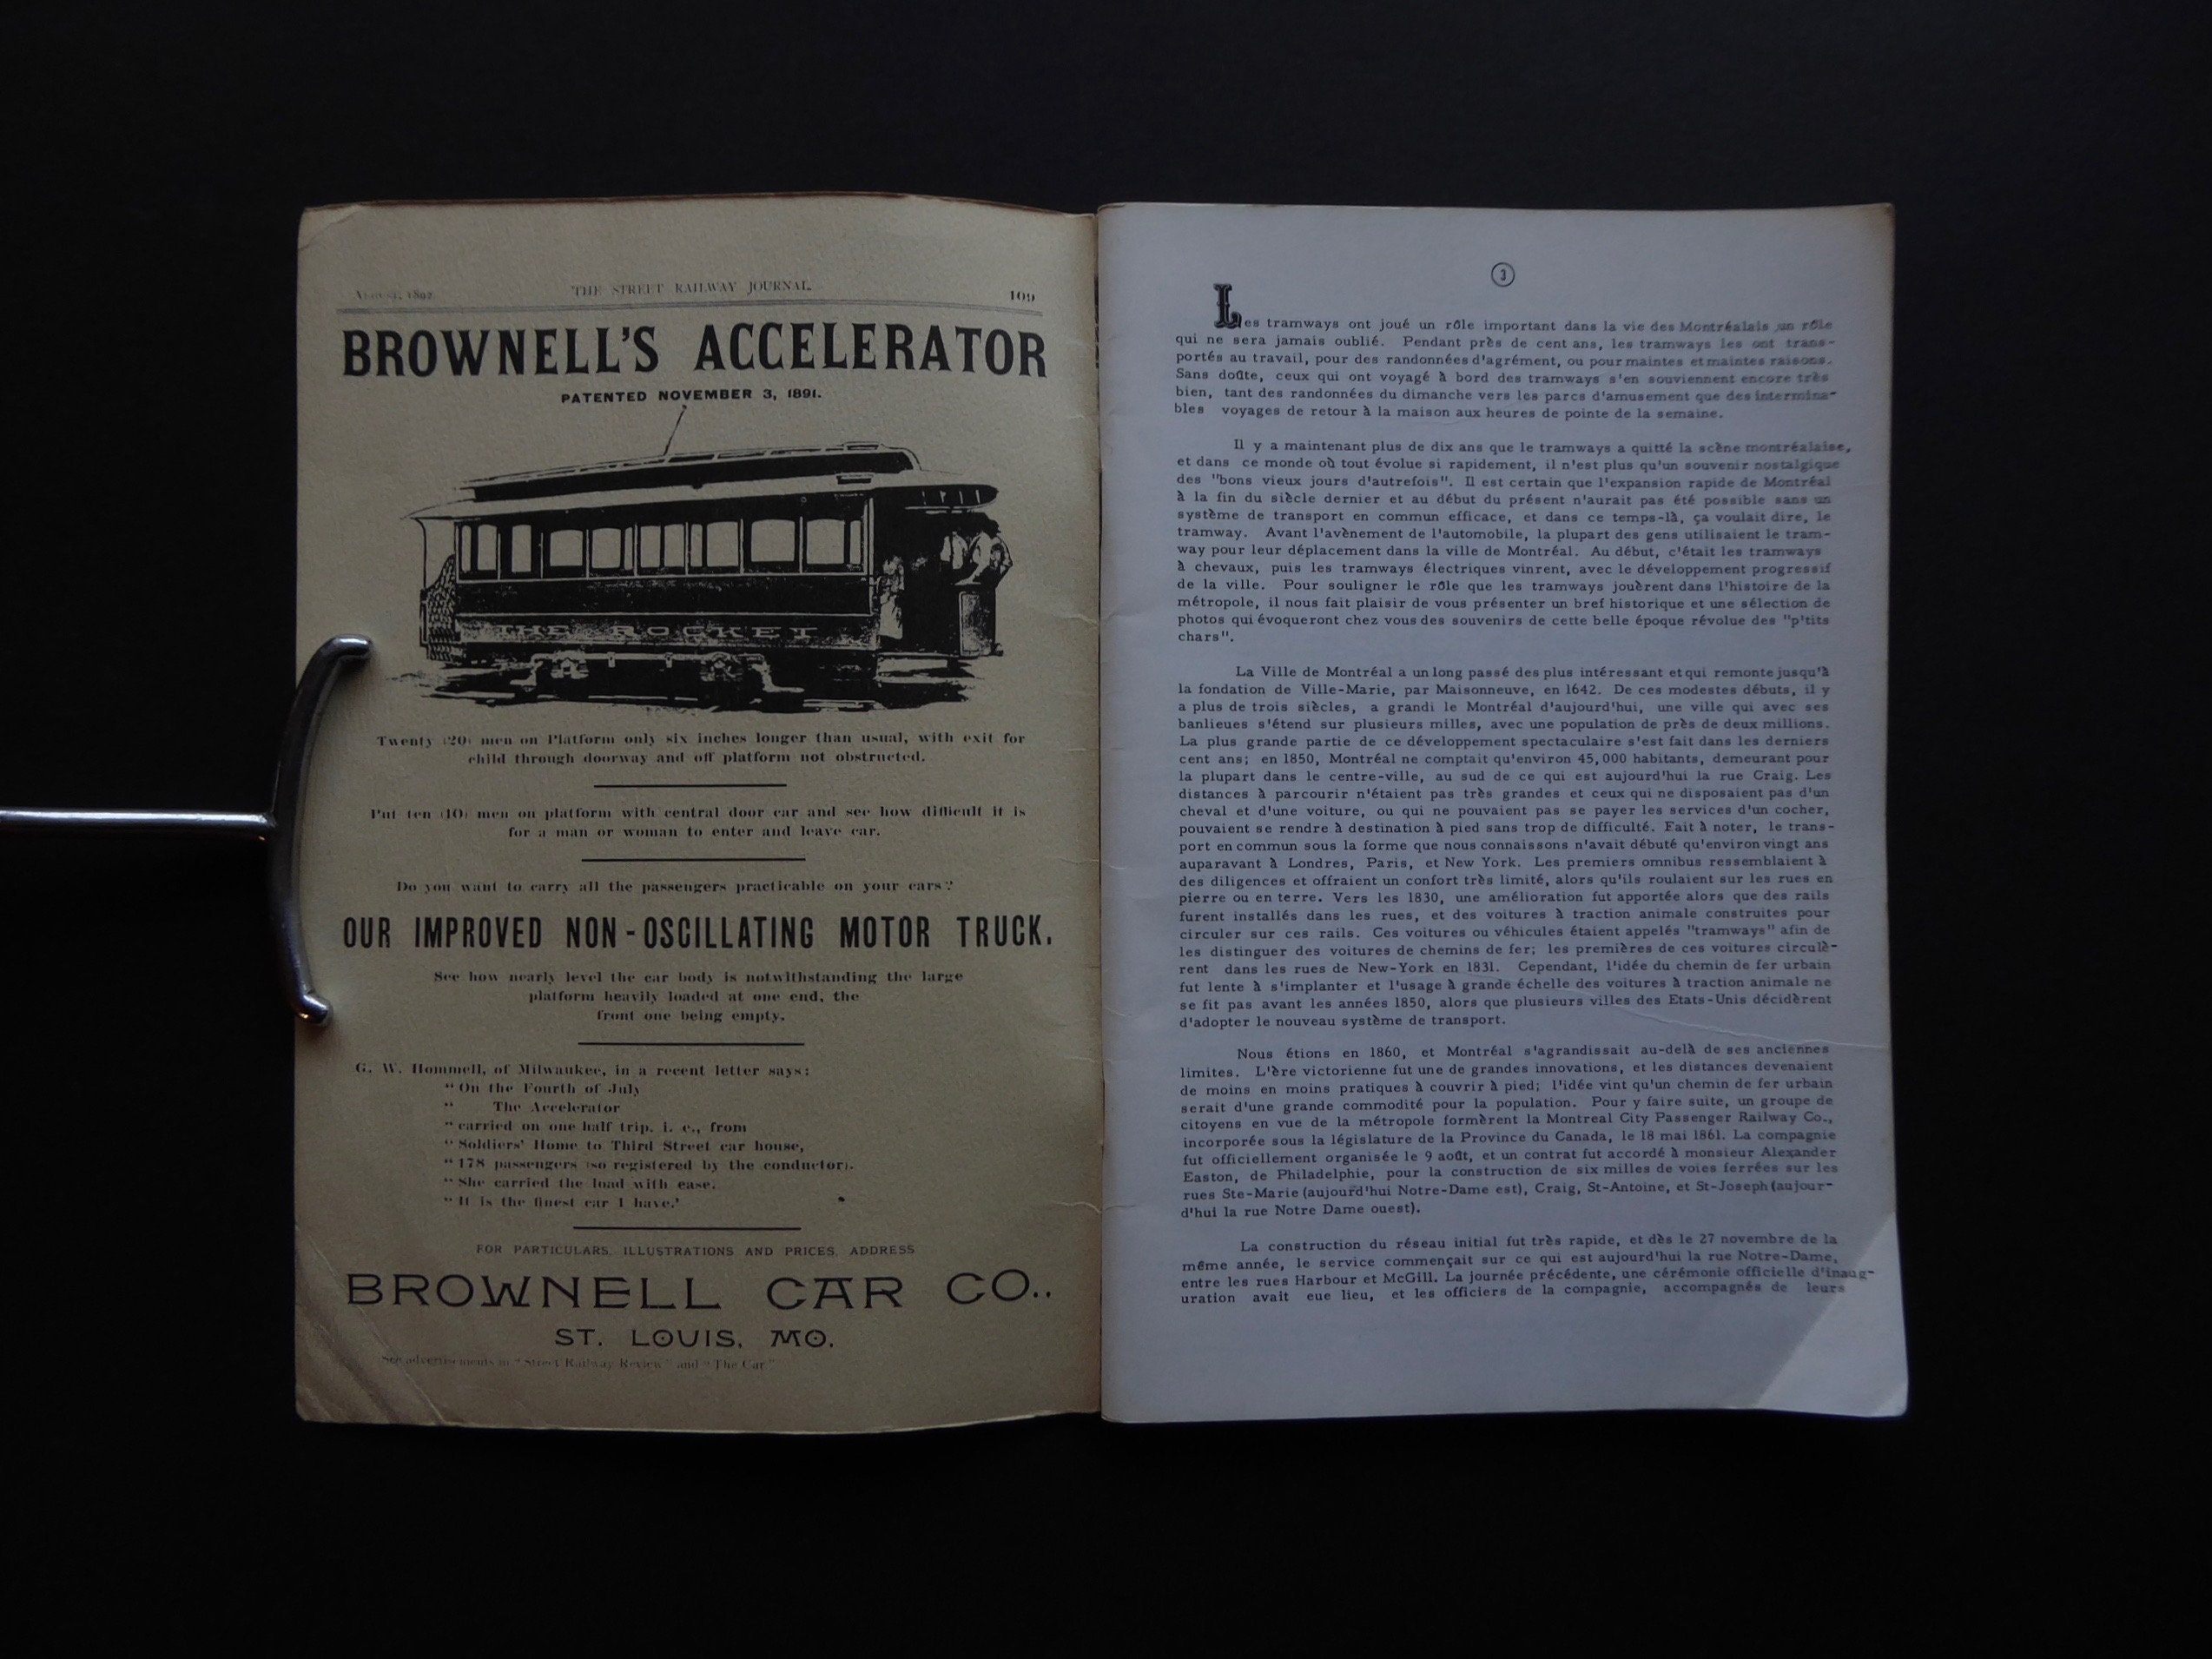 August, 1892. THE STREET RAILWAY JOURNAL. 109
BROWNELL'S ACCELERATOR
PATENTED NOVEMBER 3, 1891.
THE ROCKET
Twenty (20) men on Platform only six inches longer than usual, with exit for
child through doorway and off platform not obstructed.
Put ten (10) men on platform with central door car and see how difficult it is
for a man or woman to enter and leave car.
Do you want to carry all the passengers practicable on your cars?
OUR IMPROVED NON-OSCILLATING MOTOR TRUCK.
See how nearly level the car body is notwithstanding the large
platform heavily loaded at one end, the
front one being empty.
G. W. Hommell, of Milwaukee, in a recent letter says:
"On the Fourth of July
" The Accelerator
"carried on one half trip, i. e., from
"Soldiers' Home to Third Street car house,
"178 passengers (so registered by the conductor).
"She carried the load with ease.
"It is the finest car I have."
FOR PARTICULARS, ILLUSTRATIONS AND PRICES, ADDRESS
BROWNELL CAR CO.,
ST. LOUIS, MO.
See advertisements in "Street Railway Review" and "The Car."
3
Les tramways ont joué un rôle important dans la vie des Montréalais un rôle
qui ne sera jamais oublié. Pendant près de cent ans, les tramways les ont trans-
portés au travail, pour des randonnées d'agrément, ou pour maintes et maintes raisons.
Sans doûte, ceux qui ont voyagé à bord des tramways s'en souviennent encore très
bien, tant des randonnées du dimanche vers les parcs d'amusement que des intermina-
bles voyages de retour à la maison aux heures de pointe de la semaine.
Il y a maintenant plus de dix ans que le tramways a quitté la scène montréalaise,
et dans ce monde où tout évolue si rapidement, il n'est plus qu'un souvenir nostalgique
des "bons vieux jours d'autrefois". Il est certain que l'expansion rapide de Montréal
à la fin du siècle dernier et au début du présent n'aurait pas été possible sans un
système de transport en commun efficace, et dans ce temps-là, ça voulait dire, le
tramway. Avant l'avènement de l'automobile, la plupart des gens utilisaient le tram-
way pour leur déplacement dans la ville de Montréal. Au début, c'était les tramways
à chevaux, puis les tramways électriques vinrent, avec le développement progressif
de la ville. Pour souligner le rôle que les tramways jouèrent dans l'histoire de la
métropole, il nous fait plaisir de vous présenter un bref historique et une sélection de
photos qui évoqueront chez vous des souvenirs de cette belle époque révolue des "p'tits
chars".
La Ville de Montréal a un long passé des plus intéressant et qui remonte jusqu'à
la fondation de Ville-Marie, par Maisonneuve, en 1642. De ces modestes débuts, il y
a plus de trois siècles, a grandi le Montréal d'aujourd'hui, une ville qui avec ses
banlieues s'étend sur plusieurs milles, avec une population de près de deux millions.
La plus grande partie de ce développement spectaculaire s'est fait dans les derniers
cent ans; en 1850, Montréal ne comptait qu'environ 45,000 habitants, demeurant pour
la plupart dans le centre-ville, au sud de ce qui est aujourd'hui la rue Craig. Les
distances à parcourir n'étaient pas très grandes et ceux qui ne disposaient pas d'un
cheval et d'une voiture, ou qui ne pouvaient pas se payer les services d'un cocher,
pouvaient se rendre à destination à pied sans trop de difficulté. Fait à noter, le trans-
port en commun sous la forme que nous connaissons n'avait débuté qu'environ vingt ans
auparavant à Londres, Paris, et New York. Les premiers omnibus ressemblaient à
des diligences et offraient un confort très limité, alors qu'ils roulaient sur les rues en
pierre ou en terre. Vers les 1830, une amélioration fut apportée alors que des rails
furent installés dans les rues, et des voitures à traction animale construites pour
circuler sur ces rails. Ces voitures ou véhicules étaient appelés "tramways" afin de
les distinguer des voitures de chemins de fer; les premières de ces voitures circulè-
rent dans les rues de New-York en 1831. Cependant, l'idée du chemin de fer urbain
fut lente à s'implanter et l'usage à grande échelle des voitures à traction animale ne
se fit pas avant les années 1850, alors que plusieurs villes des Etats-Unis décidèrent
d'adopter le nouveau système de transport.
Nous étions en 1860, et Montréal s'agrandissait au-delà de ses anciennes
limites. L'ère victorienne fut une de grandes innovations, et les distances devenaient
de moins en moins pratiques à couvrir à pied; l'idée vint qu'un chemin de fer urbain
serait d'une grande commodité pour la population. Pour y faire suite, un groupe de
citoyens en vue de la métropole formèrent la Montreal City Passenger Railway Co.,
incorporée sous la législature de la Province du Canada, le 18 mai 1861. La compagnie
fut officiellement organisée le 9 août, et un contrat fut accordé à monsieur Alexander
Easton, de Philadelphie, pour la construction de six milles de voies ferrées sur les
rues Ste-Marie (aujourd'hui Notre-Dame est), Craig, St-Antoine, et St-Joseph (aujour-
d'hui la rue Notre Dame ouest).
La construction du réseau initial fut très rapide, et dès le 27 novembre de la
même année, le service commençait sur ce qui est aujourd'hui la rue Notre-Dame,
entre les rues Harbour et McGill. La journée précédente, une cérémonie officielle d'inaug-
uration avait eue lieu, et les officiers de la compagnie, accompagnés de leurs